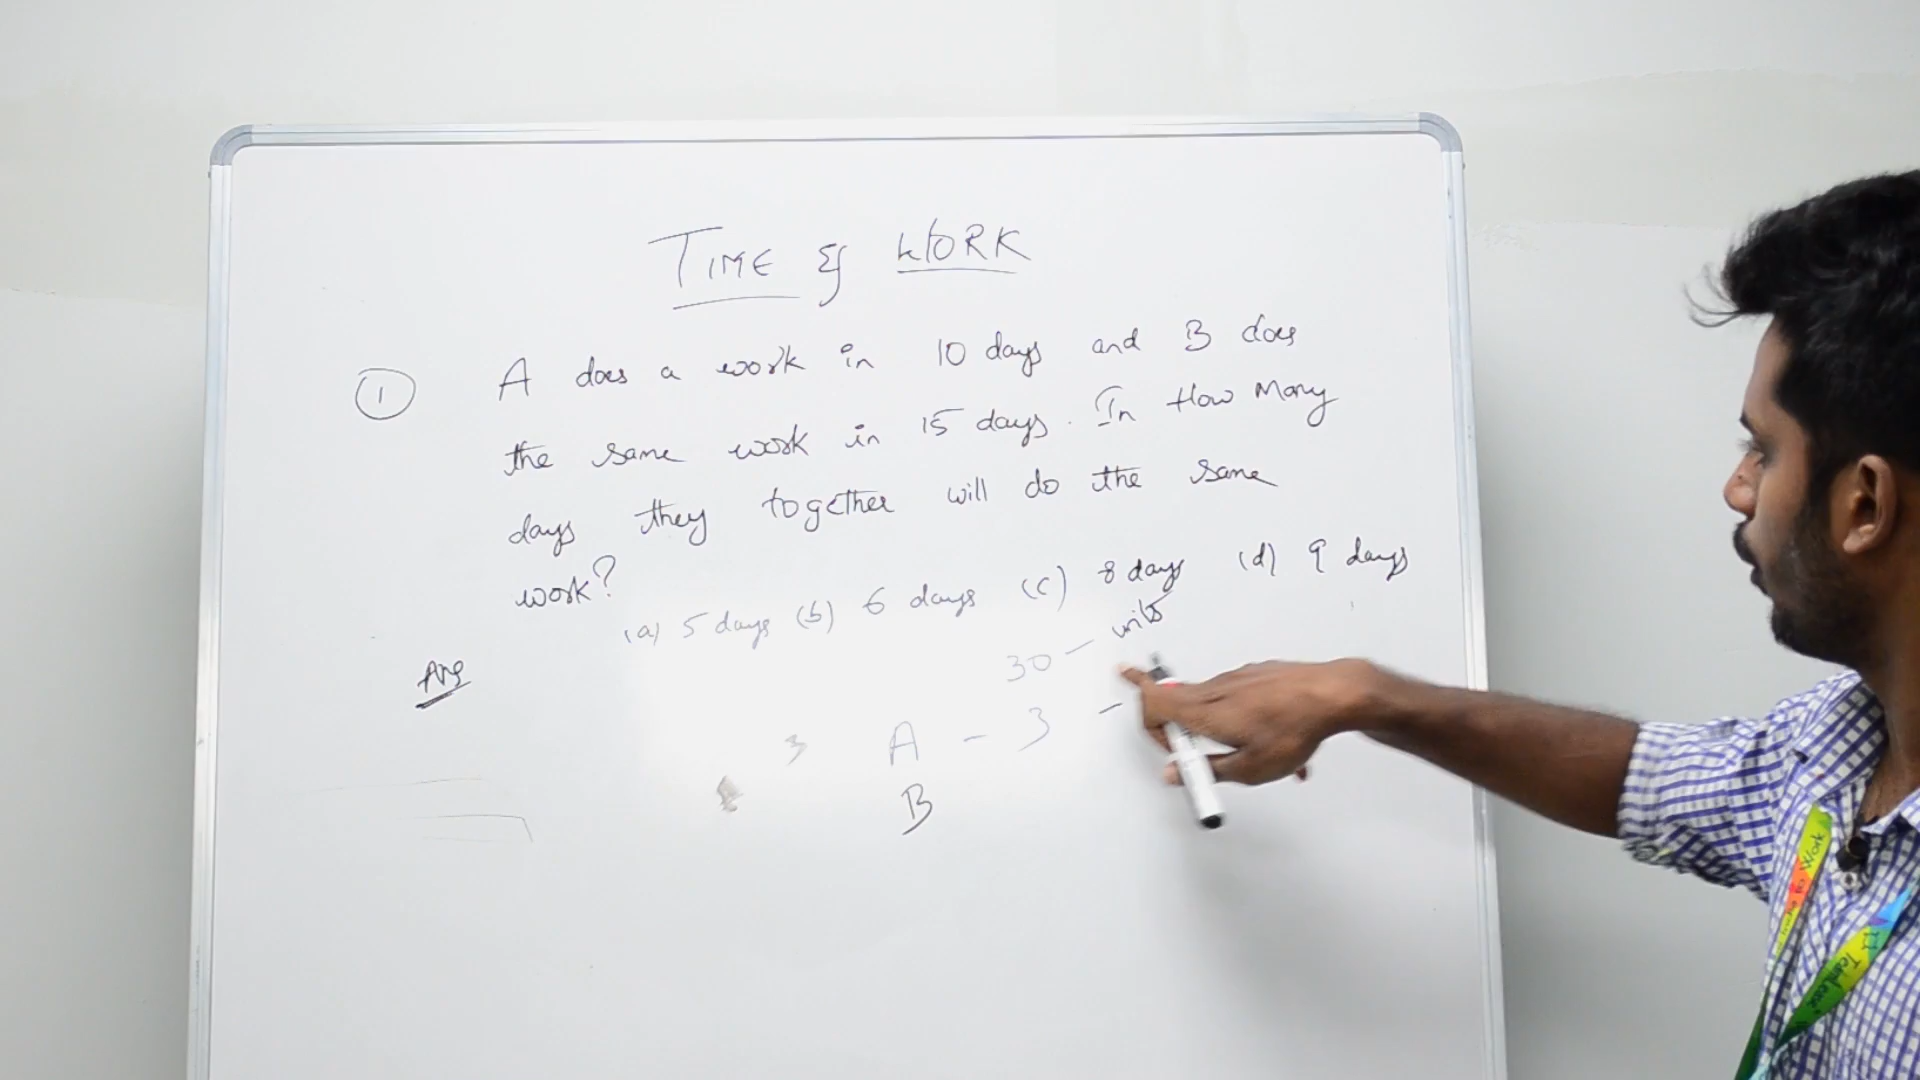 TIME & WORK
1 A does a work in 10 days and B does
the same work in 15 days. In How Many
days they together will do the same
work?
(a) 5 days (b) 6 days (c) 8 days (d) 9 days
30 - units
Ans
3 A - 3 -
B